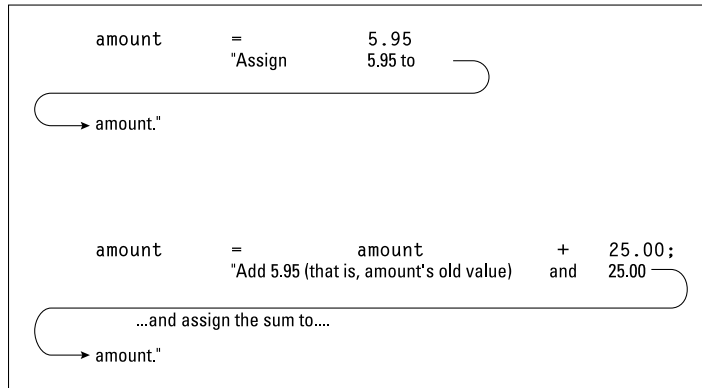 amount = 5.95
"Assign 5.95 to
amount."
amount = amount + 25.00;
"Add 5.95 (that is, amount's old value) and 25.00
...and assign the sum to....
amount."